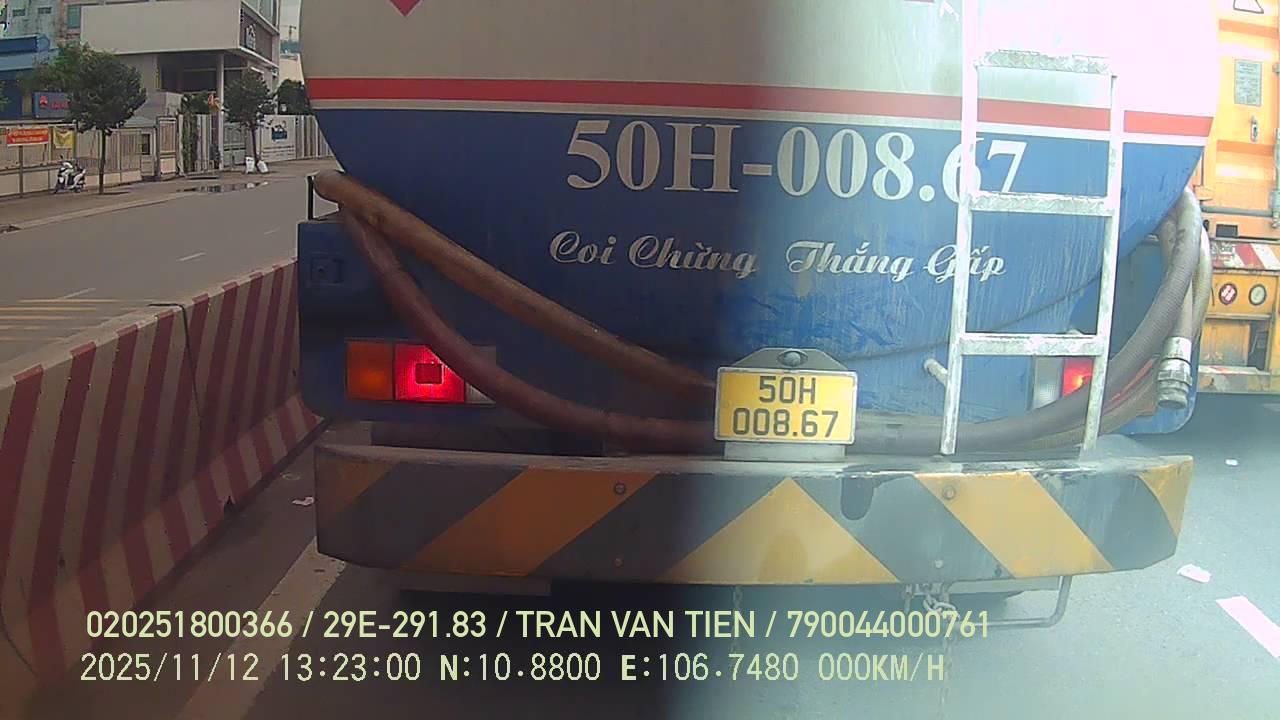 50H-008.67
Coi Chừng Thắng Gấp
50H
008.67
020251800366 / 29E-291.83 / TRAN VAN TIEN / 790044000761
2025/11/12 13:23:00 N:10.8800 E:106.7480 000KM/H